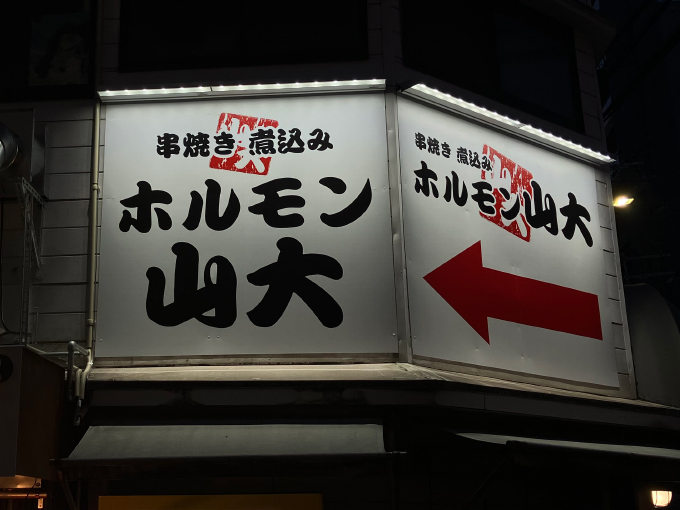 串焼き 煮込み
ホルモン
山大
串焼き 煮込み
ホルモン山大